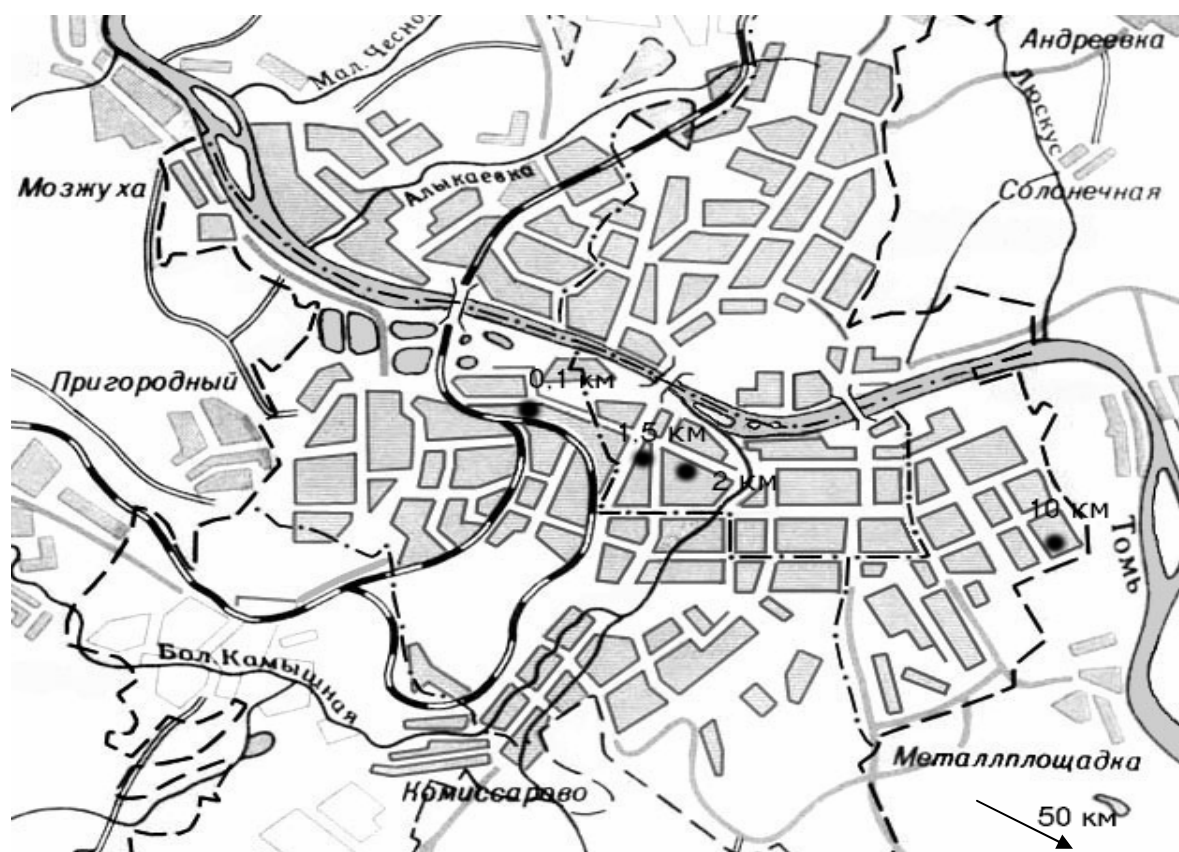 Андреевка
Мал. Чесно
Люскус
Мозжуха
Алыкаевка
Солонечная
Пригородный
0,1 км
1,5 км
2 км
10 км
Томь
Бол. Камышная
Металлплощадка
Комиссарово
50 км